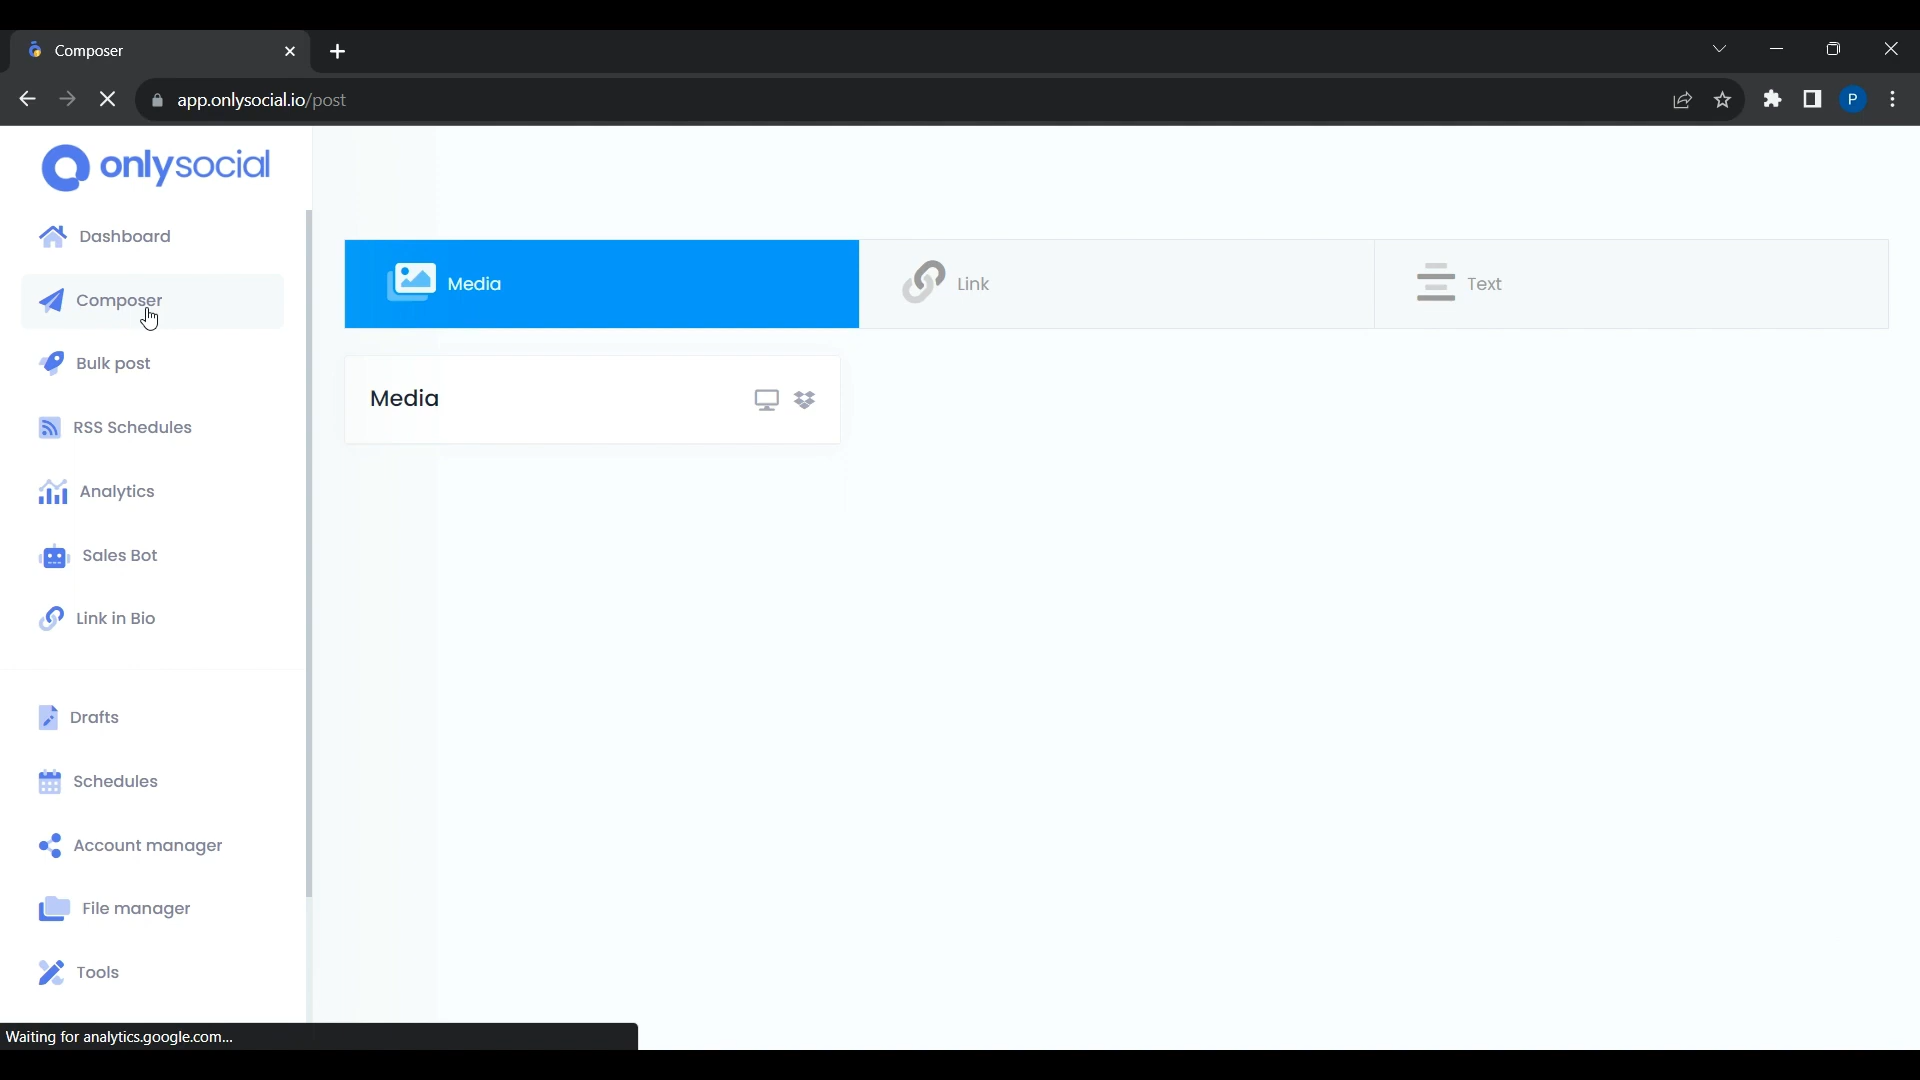 Composer
app.onlysocial.io/post
P
onlysocial
Dashboard
Composer
Bulk post
RSS Schedules
Analytics
Sales Bot
Link in Bio
Drafts
Schedules
Account manager
File manager
Tools
Media
Link
Text
Media
Waiting for analytics.google.com...